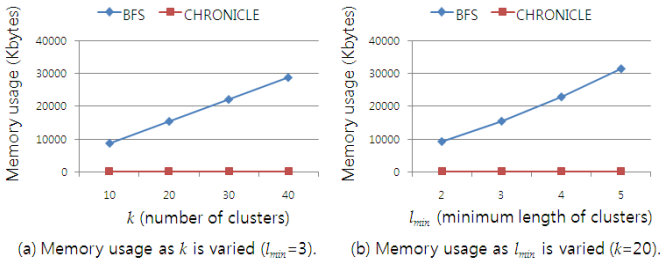 BFS CHRONICLE
Memory usage (Kbytes)
40000
30000
20000
10000
0
10 20 30 40
k (number of clusters)
(a) Memory usage as k is varied (lmin=3).
BFS CHRONICLE
Memory usage (Kbytes)
40000
30000
20000
10000
0
2 3 4 5
lmin (minimum length of clusters)
(b) Memory usage as lmin is varied (k=20).